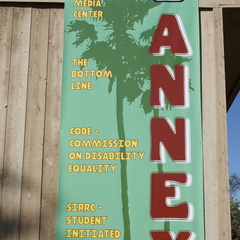 MEDIA
CENTER
THE
BOTTOM
LINE
CODE -
COMMISSION
ON DISABILITY
EQUALITY
SIRRC-
STUDENT
INITIATED
ANNEX